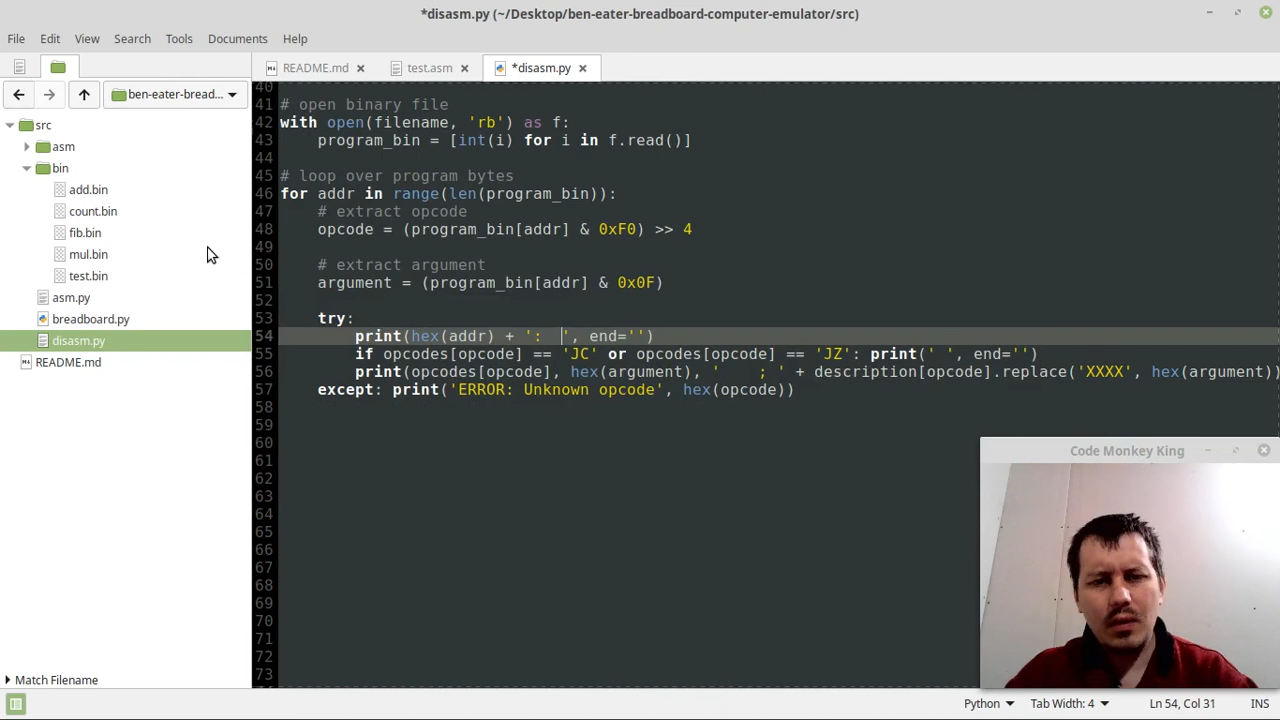 *disasm.py (~/Desktop/ben-eater-breadboard-computer-emulator/src)
File Edit View Search Tools Documents Help
README.md test.asm *disasm.py
ben-eater-bread...
src
asm
bin
add.bin
count.bin
fib.bin
mul.bin
test.bin
asm.py
breadboard.py
disasm.py
README.md
Match Filename
40
41 # open binary file
42 with open(filename, 'rb') as f:
43 program_bin = [int(i) for i in f.read()]
44
45 # loop over program bytes
46 for addr in range(len(program_bin)):
47 # extract opcode
48 opcode = (program_bin[addr] & 0xF0) >> 4
49
50 # extract argument
51 argument = (program_bin[addr] & 0x0F)
52
53 try:
54 print(hex(addr) + ':  ', end='')
55 if opcodes[opcode] == 'JC' or opcodes[opcode] == 'JZ': print(' ', end='')
56 print(opcodes[opcode], hex(argument), '    ; ' + description[opcode].replace('XXXX', hex(argument))
57 except: print('ERROR: Unknown opcode', hex(opcode))
58
59
60
61
62
63
64
65
66
67
68
69
70
71
72
73
Code Monkey King
Python Tab Width: 4 Ln 54, Col 31 INS